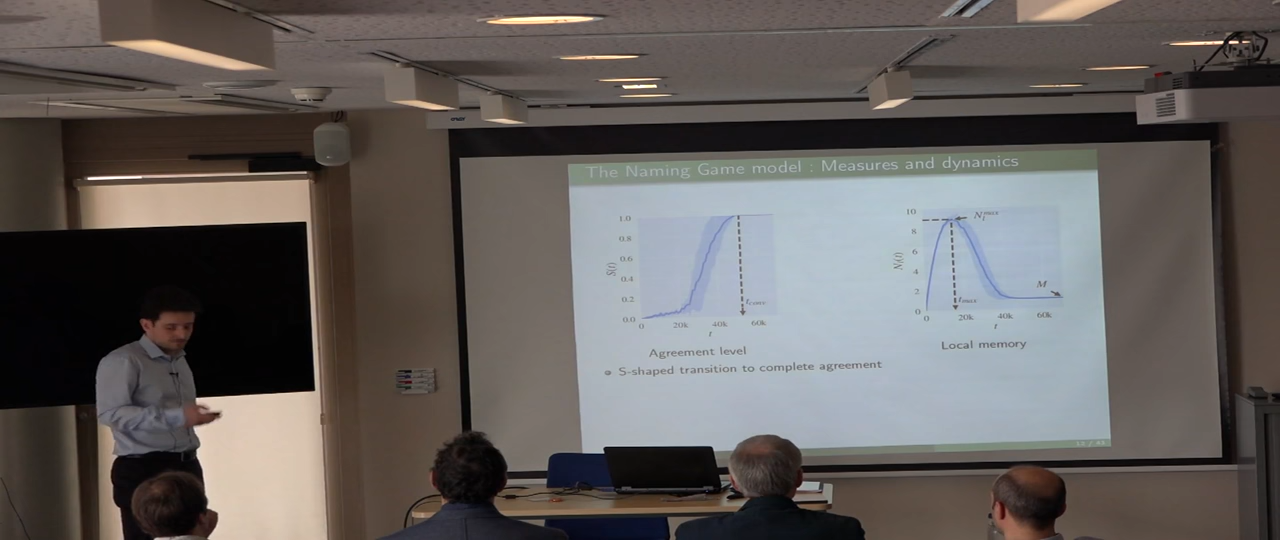 The Naming Game model : Measures and dynamics
1.0
0.8
0.6
0.4
0.2
0.0
S(t)
t_conv
0 20k 40k 60k
t
Agreement level
10
8
6
4
2
0
N_l^max
M
t_max
0 20k 40k 60k
t
Local memory
S-shaped transition to complete agreement